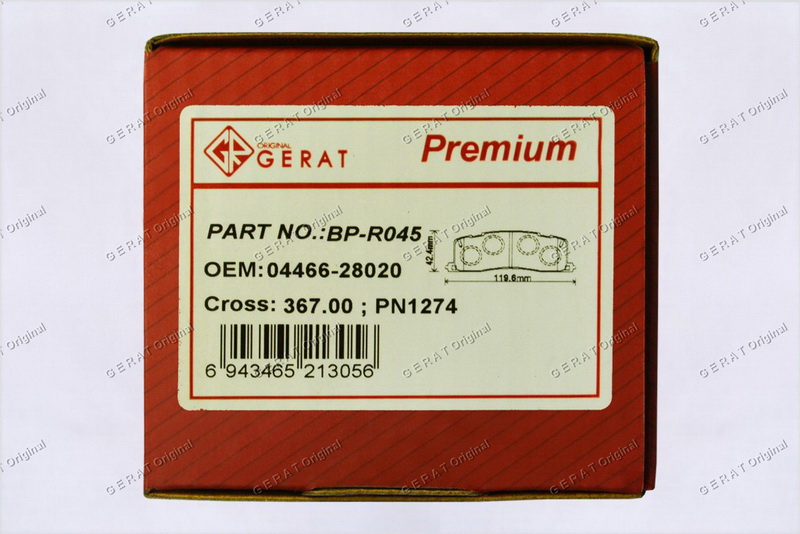 ORIGINAL
GERAT
Premium
PART NO.:BP-R045
OEM:04466-28020
Cross: 367.00 ; PN1274
42.4mm
119.6mm
6 943465 213056
GERAT Original